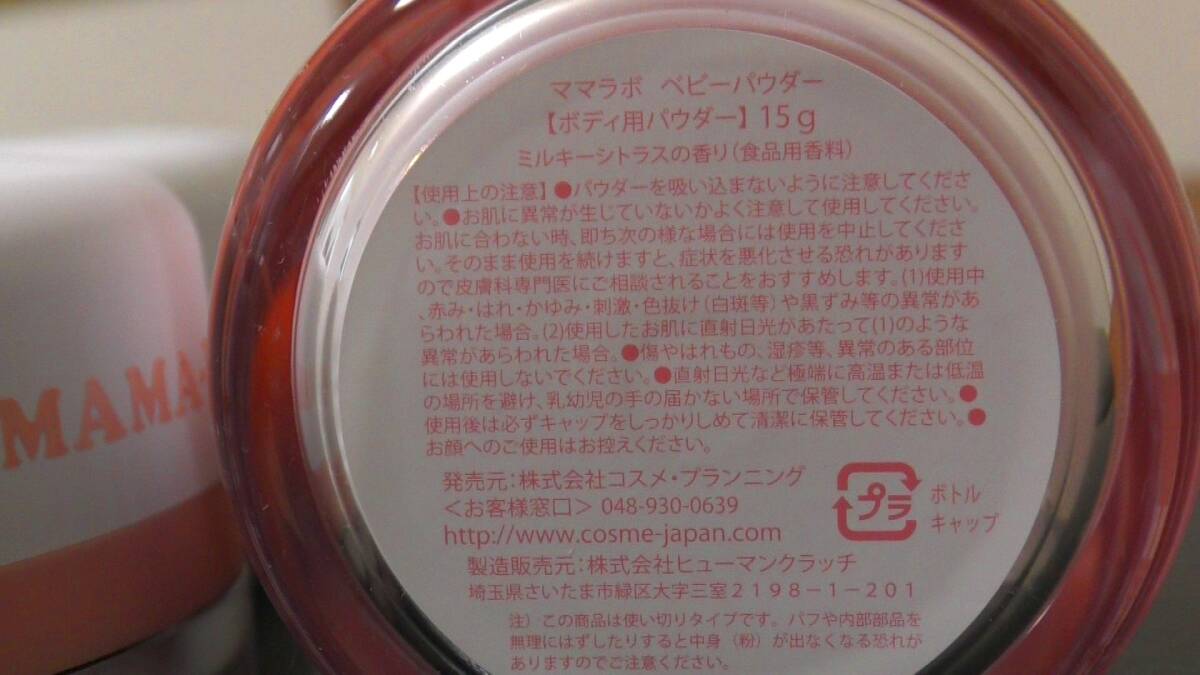 ママラボ ベビーパウダー
【ボディ用パウダー】15g
ミルキーシトラスの香り(食品用香料)
【使用上の注意】●パウダーを吸い込まないように注意してくださ
い。●お肌に異常が生じていないかよく注意して使用してください。
お肌に合わない時、即ち次の様な場合には使用を中止してくださ
い。そのまま使用を続けますと、症状を悪化させる恐れがあります
ので皮膚科専門医にご相談されることをおすすめします。(1)使用中
、赤み・はれ・かゆみ・刺激・色抜け(白斑等)や黒ずみ等の異常があ
らわれた場合。(2)使用したお肌に直射日光があたって(1)のような
異常があらわれた場合。●傷やはれもの、湿疹等、異常のある部位
には使用しないでください。●直射日光など極端に高温または低温
の場所を避け、乳幼児の手の届かない場所で保管してください。●
使用後は必ずキャップをしっかりしめて清潔に保管してください。●
お顔へのご使用はお控えください。
発売元:株式会社コスメ・プランニング
<お客様窓口> 048-930-0639
http://www.cosme-japan.com
プラ
ボトル
キャップ
製造販売元:株式会社ヒューマンクラッチ
埼玉県さいたま市緑区大字三室2198-1-201
注)この商品は使い切りタイプです。パフや内部部品を
無理にはずしたりすると中身(粉)が出なくなる恐れが
ありますのでご注意ください。
MAMA